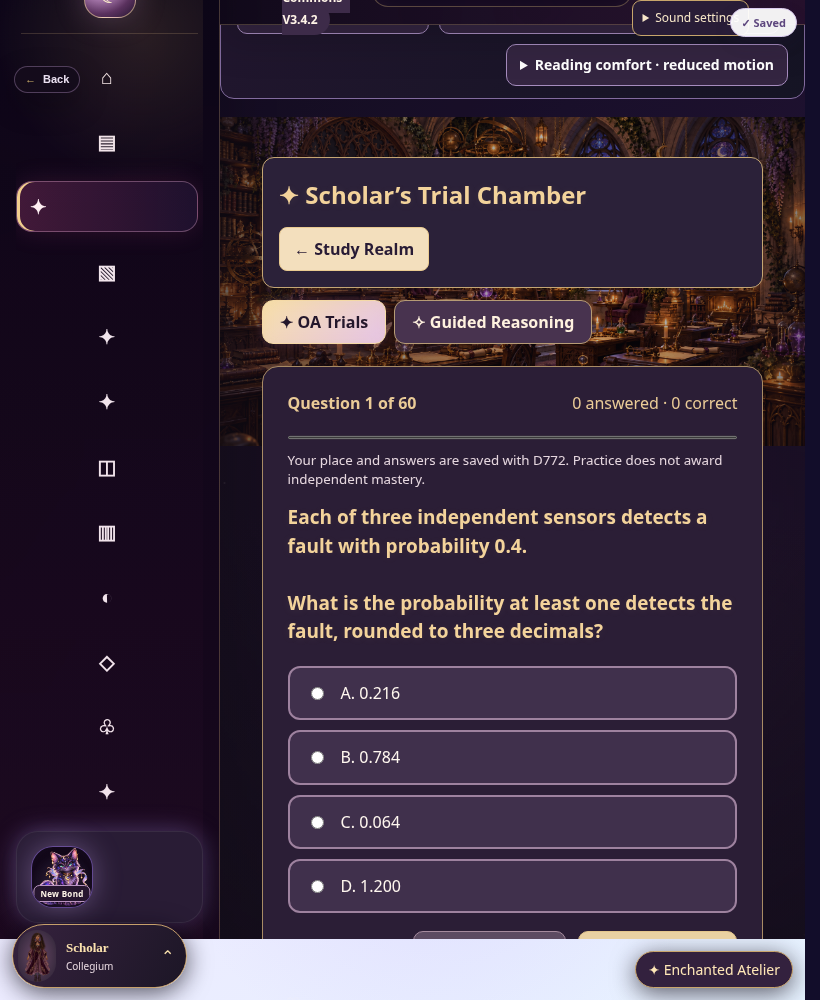 Commons
V3.4.2
▶ Sound settings
✓ Saved
▶ Reading comfort · reduced motion
← Back
✦ Scholar’s Trial Chamber
← Study Realm
✦ OA Trials
✧ Guided Reasoning
Question 1 of 60
0 answered · 0 correct
Your place and answers are saved with D772. Practice does not award
independent mastery.
Each of three independent sensors detects a
fault with probability 0.4.
What is the probability at least one detects the
fault, rounded to three decimals?
A. 0.216
B. 0.784
C. 0.064
D. 1.200
New Bond
Scholar
Collegium
✦ Enchanted Atelier